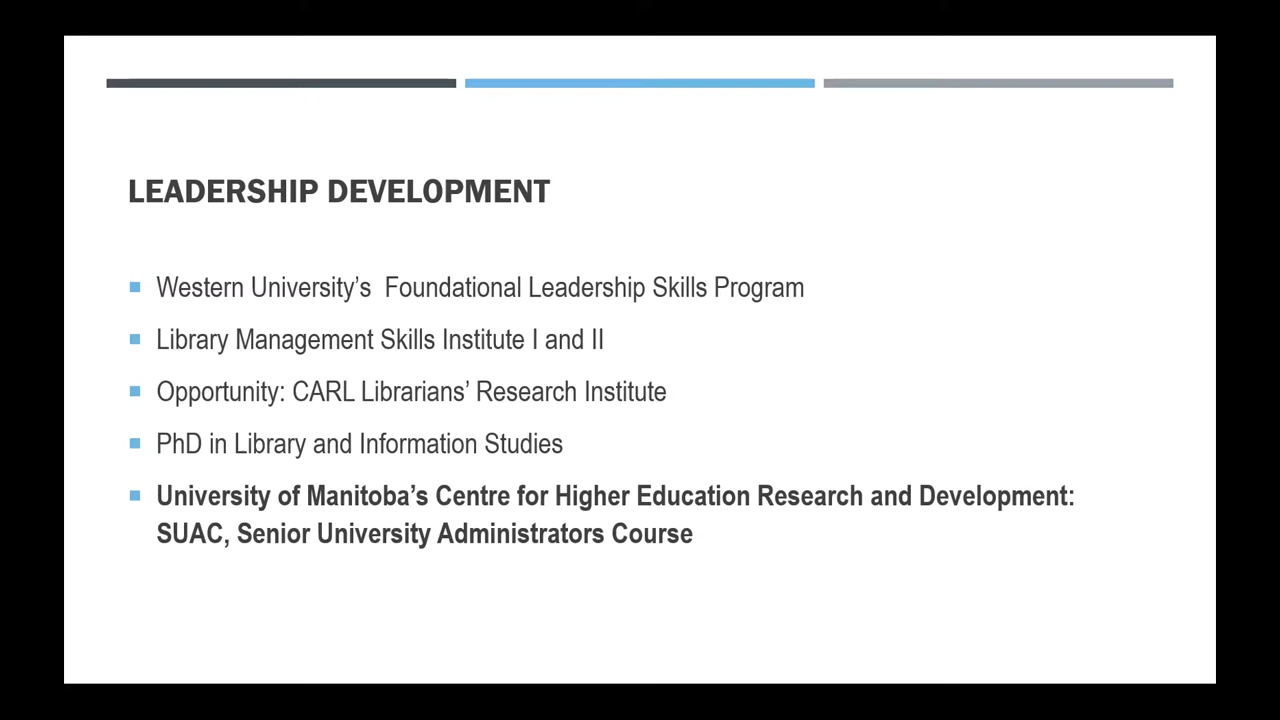 LEADERSHIP DEVELOPMENT
Western University’s  Foundational Leadership Skills Program
Library Management Skills Institute I and II
Opportunity: CARL Librarians’ Research Institute
PhD in Library and Information Studies
University of Manitoba’s Centre for Higher Education Research and Development:
SUAC, Senior University Administrators Course